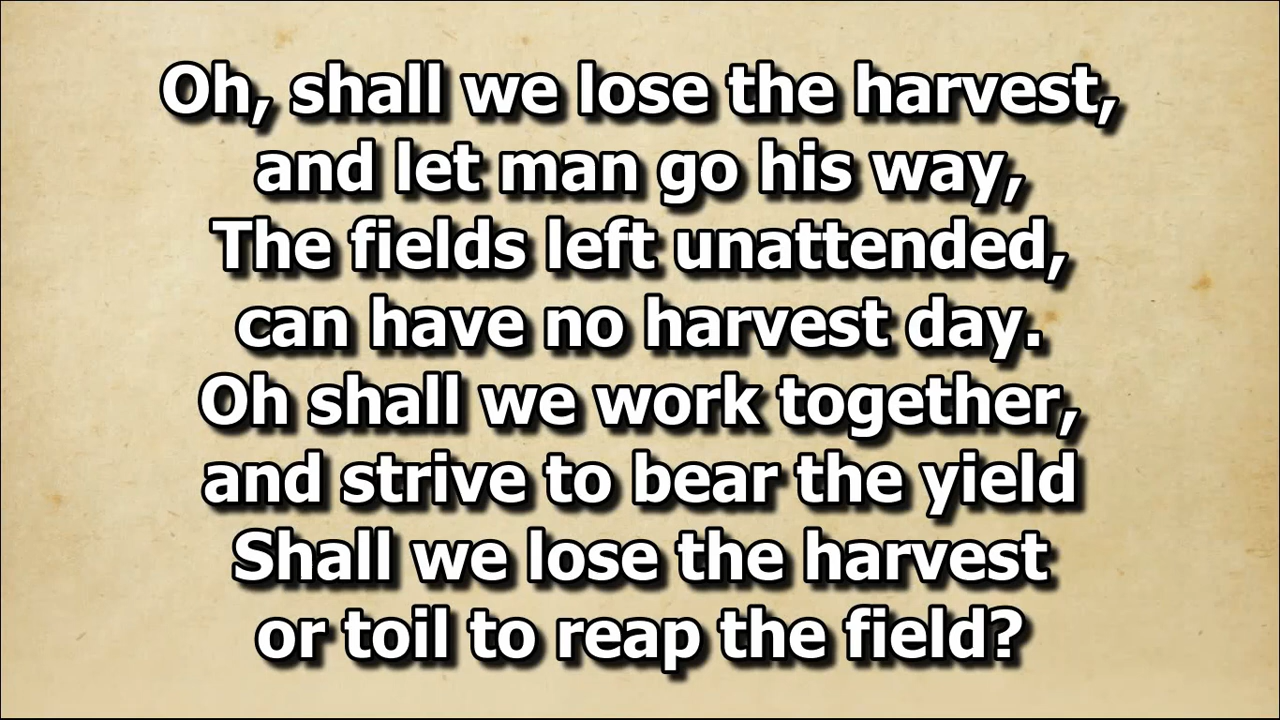 Oh, shall we lose the harvest,
and let man go his way,
The fields left unattended,
can have no harvest day.
Oh shall we work together,
and strive to bear the yield
Shall we lose the harvest
or toil to reap the field?